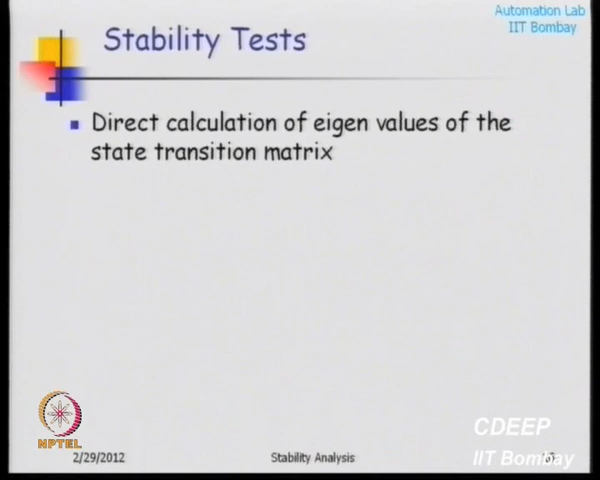 Automation Lab
IIT Bombay
Stability Tests
Direct calculation of eigen values of the
state transition matrix
NPTEL
2/29/2012
Stability Analysis
CDEEP
IIT Bombay